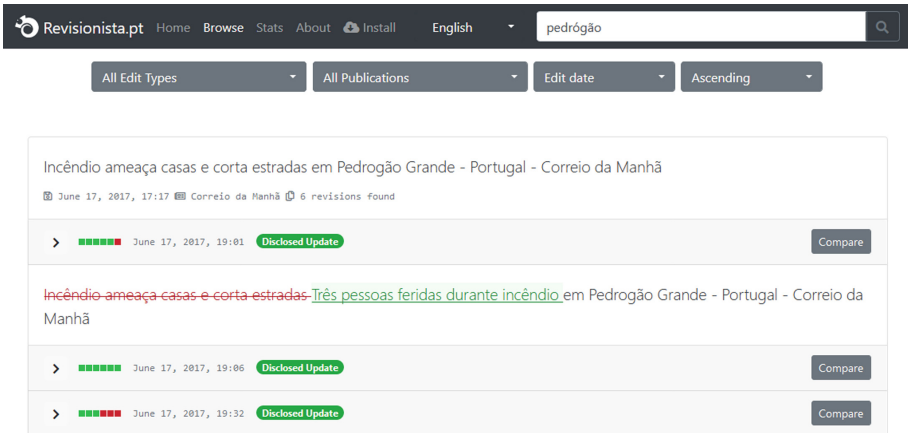 Revisionista.pt Home Browse Stats About Install English pedrógão
All Edit Types All Publications Edit date Ascending
Incêndio ameaça casas e corta estradas em Pedrogão Grande - Portugal - Correio da Manhã
June 17, 2017, 17:17 Correio da Manhã 6 revisions found
June 17, 2017, 19:01 Disclosed Update Compare
Incêndio ameaça casas e corta estradas Três pessoas feridas durante incêndio em Pedrogão Grande - Portugal - Correio da
Manhã
June 17, 2017, 19:06 Disclosed Update Compare
June 17, 2017, 19:32 Disclosed Update Compare